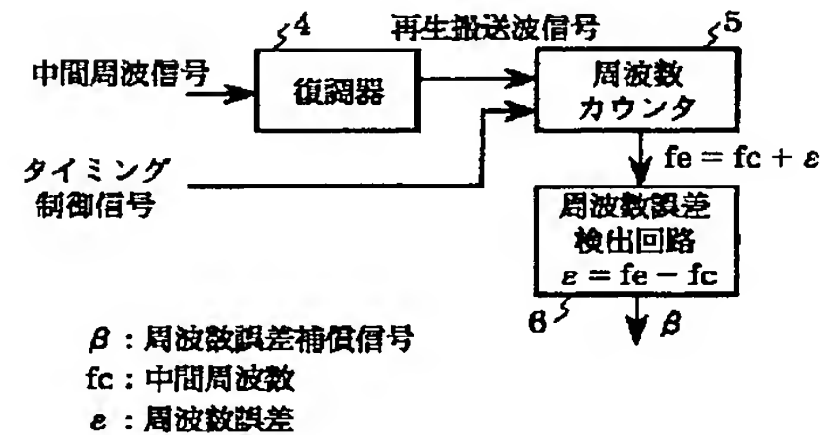 4
再生搬送波信号
5
中間周波信号
復調器
周波数
カウンタ
タイミング
制御信号
fe = fc + ε
周波数誤差
検出回路
ε = fe − fc
6
β
β : 周波数誤差補償信号
fc : 中間周波数
ε : 周波数誤差